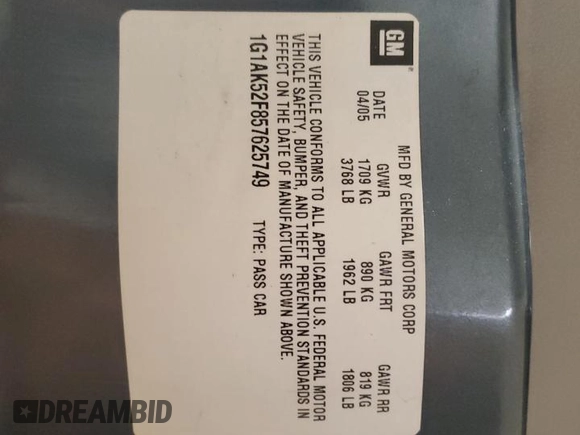 GM
MFD BY GENERAL MOTORS CORP
DATE GVWR GAWR FRT GAWR RR
04/05 1709 KG 890 KG 819 KG
3768 LB 1962 LB 1806 LB
THIS VEHICLE CONFORMS TO ALL APPLICABLE U.S. FEDERAL MOTOR
VEHICLE SAFETY, BUMPER, AND THEFT PREVENTION STANDARDS IN
EFFECT ON THE DATE OF MANUFACTURE SHOWN ABOVE.
1G1AK52F857625749 TYPE: PASS CAR
DREAMBID